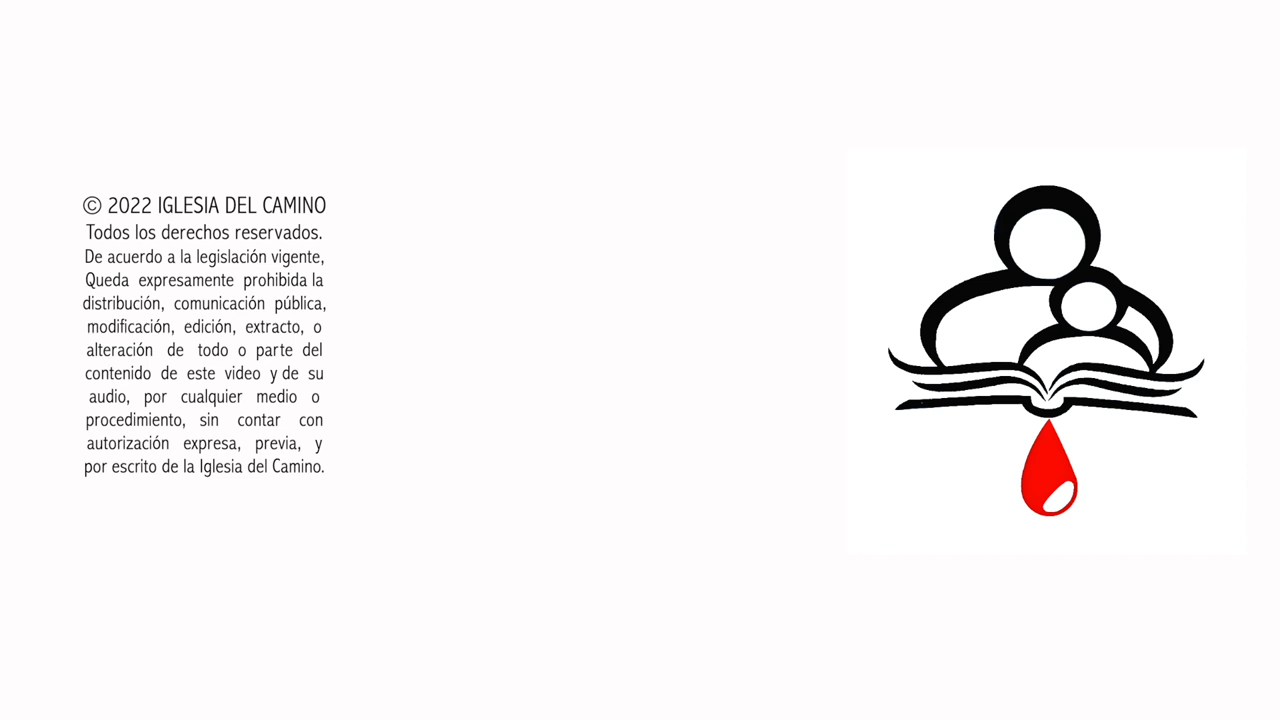 © 2022 IGLESIA DEL CAMINO
Todos los derechos reservados.
De acuerdo a la legislación vigente,
Queda expresamente prohibida la
distribución, comunicación pública,
modificación, edición, extracto, o
alteración de todo o parte del
contenido de este video y de su
audio, por cualquier medio o
procedimiento, sin contar con
autorización expresa, previa, y
por escrito de la Iglesia del Camino.